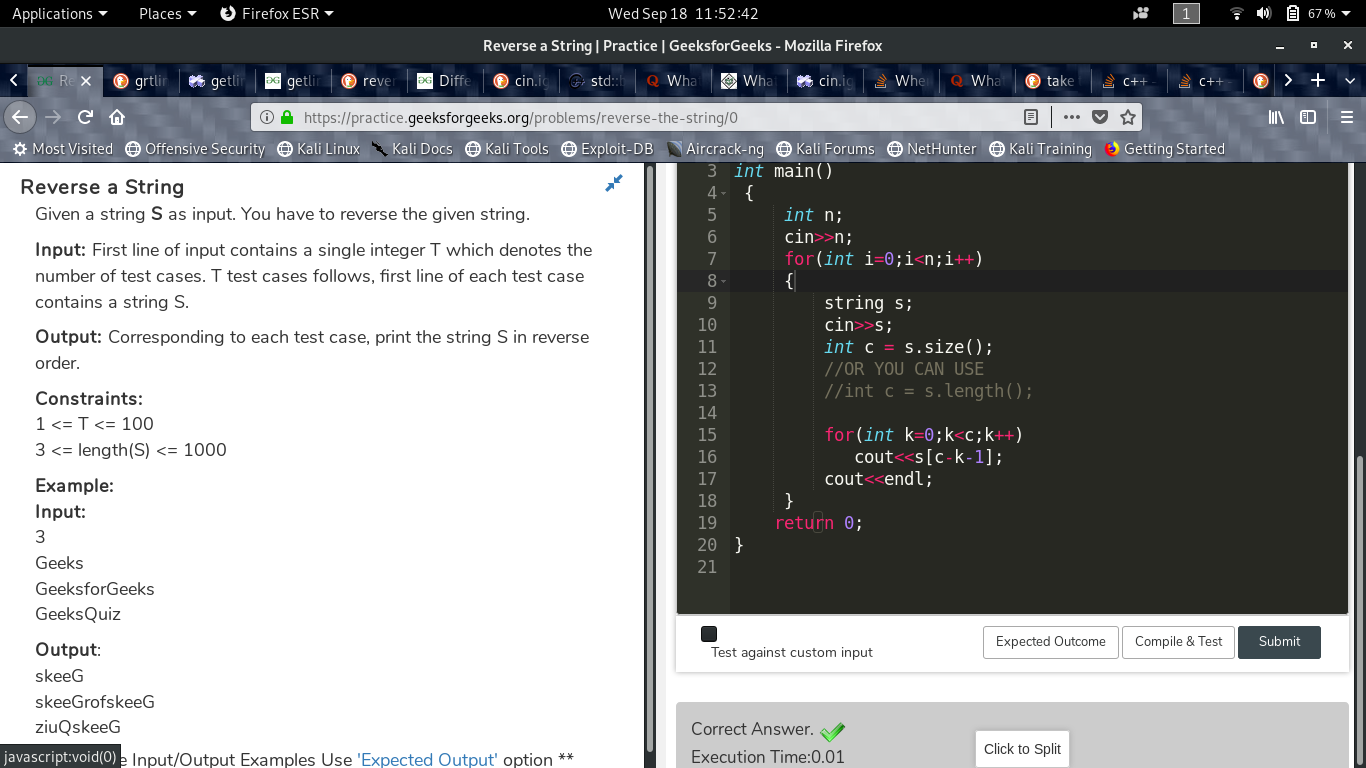 Applications Places Firefox ESR Wed Sep 18 11:52:42 1 67 %
Reverse a String | Practice | GeeksforGeeks - Mozilla Firefox
Re grtlin getlin getlin rever Diffe cin.ig std::b Wha Wha cin.ig Whe Wha take c++ - c++ -
https://practice.geeksforgeeks.org/problems/reverse-the-string/0
Most Visited Offensive Security Kali Linux Kali Docs Kali Tools Exploit-DB Aircrack-ng Kali Forums NetHunter Kali Training Getting Started
Reverse a String
Given a string S as input. You have to reverse the given string.
Input: First line of input contains a single integer T which denotes the
number of test cases. T test cases follows, first line of each test case
contains a string S.
Output: Corresponding to each test case, print the string S in reverse
order.
Constraints:
1 <= T <= 100
3 <= length(S) <= 1000
Example:
Input:
3
Geeks
GeeksforGeeks
GeeksQuiz
Output:
skeeG
skeeGrofskeeG
ziuQskeeG
javascript:void(0)
e Input/Output Examples Use 'Expected Output' option **
3 int main()
4 {
5 int n;
6 cin>>n;
7 for(int i=0;i<n;i++)
8 {
9 string s;
10 cin>>s;
11 int c = s.size();
12 //OR YOU CAN USE
13 //int c = s.length();
14
15 for(int k=0;k<c;k++)
16 cout<<s[c-k-1];
17 cout<<endl;
18 }
19 return 0;
20 }
21
Test against custom input
Expected Outcome Compile & Test Submit
Correct Answer.
Execution Time:0.01
Click to Split